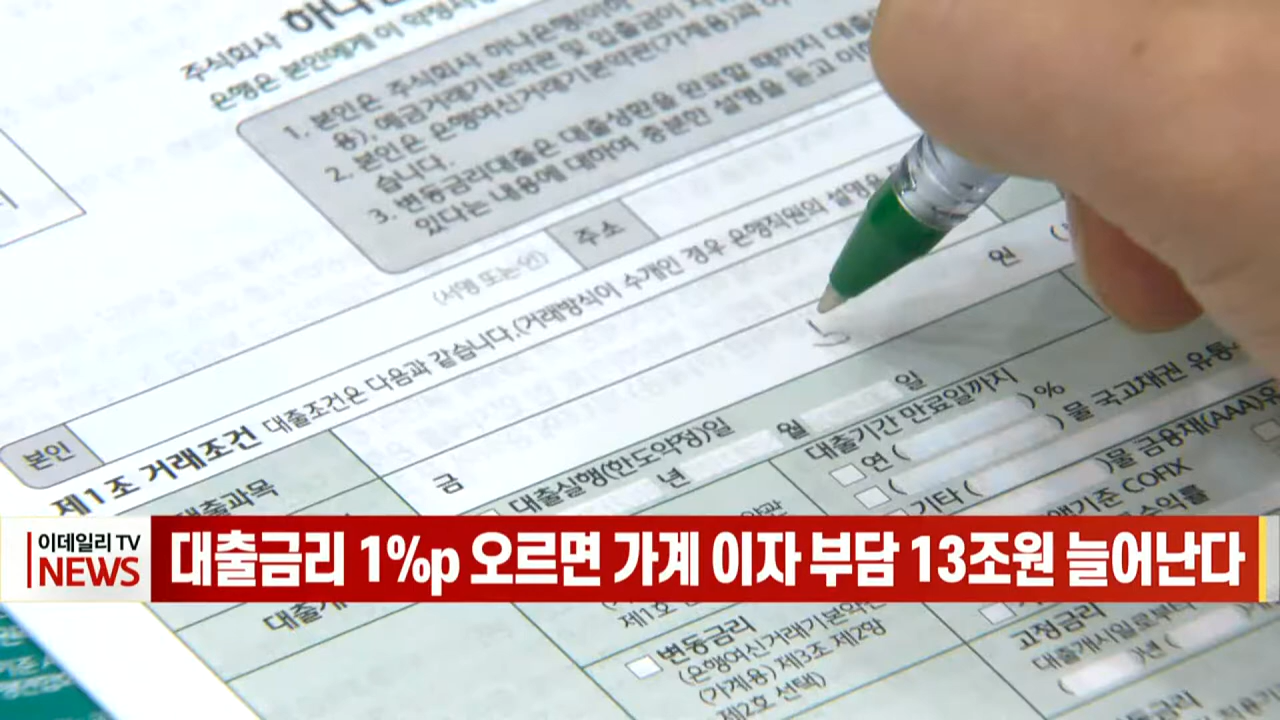 주식회사 하나은
은행은 본인에게 이 약정서
1. 본인은 주식회사 하나은행(이하
용), 예금거래기본약관 및 입출금이 자유
2. 본인은 은행여신거래기본약관(가계용)과
습니다.
3. 변동금리대출은 대출상환을 완료할 때까지 대출
있다는 내용에 대하여 충분한 설명을 듣고 이해
(서명 또는 인)
주소
본인
제1조 거래조건 대출조건은 다음과 같습니다.(거래방식이 수개인 경우 은행직원의 설명은
대출과목
금
5
원 (
대출실행(한도약정)일
년 월 일
대출기간 만료일까지
연 ( ) %
( ) 물 국고채권 유통수
기타 ( )물 금융채(AAA)유
기준 COFIX
수익률
이데일리 TV
NEWS
대출금리 1%p 오르면 가계 이자 부담 13조원 늘어난다
대출개
제1호
변동금리
(은행여신거래기본약관
(가계용) 제3조 제2항
제2호 선택)
고정금리
대출개시일로부터
( )년 (